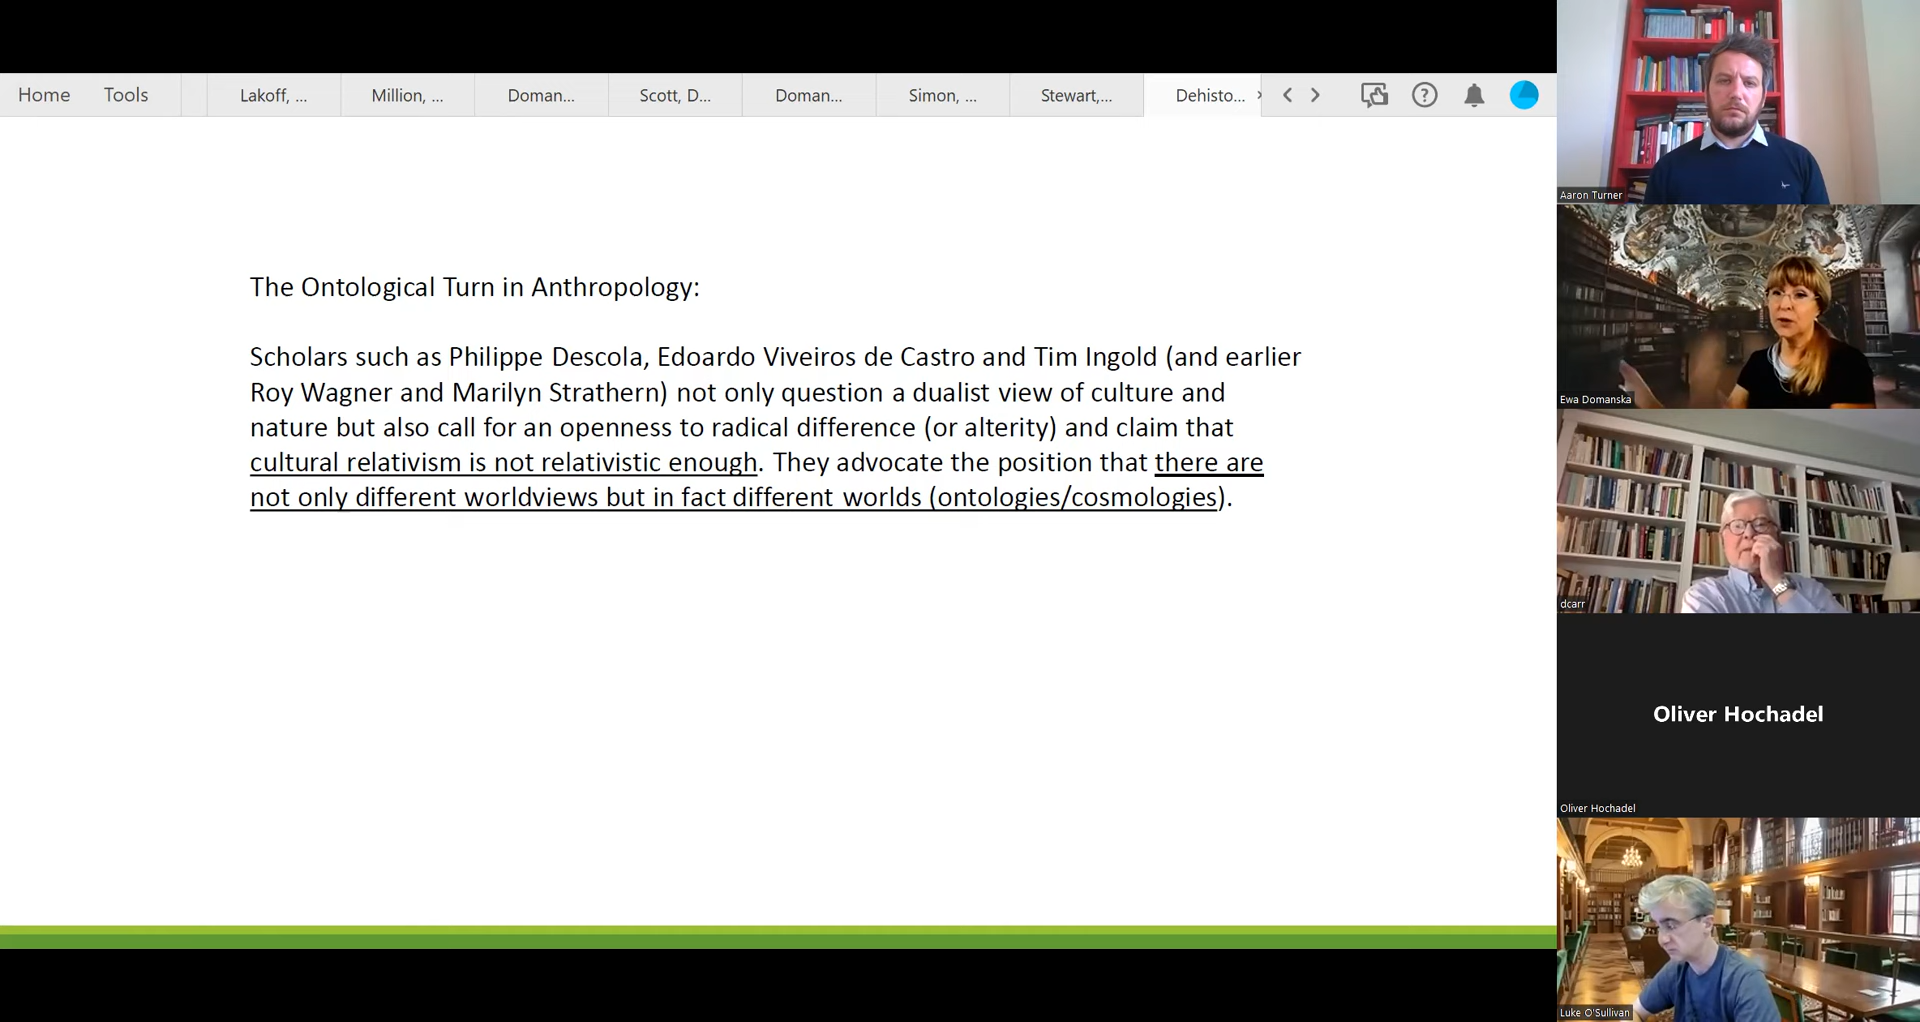 Home Tools Lakoff, ... Million, ... Doman... Scott, D... Doman... Simon, ... Stewart,... Dehisto...
The Ontological Turn in Anthropology:
Scholars such as Philippe Descola, Edoardo Viveiros de Castro and Tim Ingold (and earlier
Roy Wagner and Marilyn Strathern) not only question a dualist view of culture and
nature but also call for an openness to radical difference (or alterity) and claim that
cultural relativism is not relativistic enough. They advocate the position that there are
not only different worldviews but in fact different worlds (ontologies/cosmologies).
Aaron Turner
Ewa Domanska
dcarr
Oliver Hochadel
Oliver Hochadel
Luke O'Sullivan